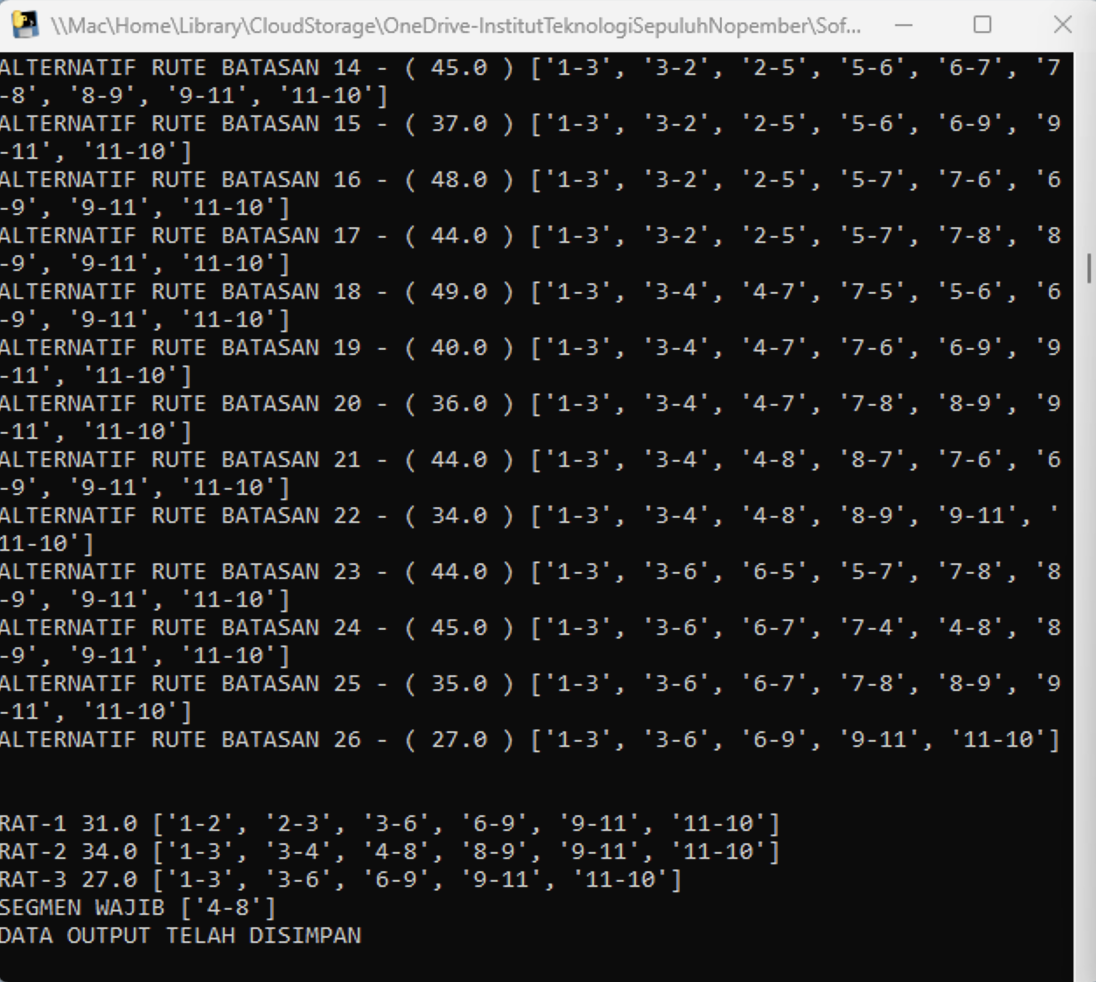 \\Mac\Home\Library\CloudStorage\OneDrive-InstitutTeknologiSepuluhNopember\Sof...
ALTERNATIF RUTE BATASAN 14 - ( 45.0 ) ['1-3', '3-2', '2-5', '5-6', '6-7', '7
-8', '8-9', '9-11', '11-10']
ALTERNATIF RUTE BATASAN 15 - ( 37.0 ) ['1-3', '3-2', '2-5', '5-6', '6-9', '9
-11', '11-10']
ALTERNATIF RUTE BATASAN 16 - ( 48.0 ) ['1-3', '3-2', '2-5', '5-7', '7-6', '6
-9', '9-11', '11-10']
ALTERNATIF RUTE BATASAN 17 - ( 44.0 ) ['1-3', '3-2', '2-5', '5-7', '7-8', '8
-9', '9-11', '11-10']
ALTERNATIF RUTE BATASAN 18 - ( 49.0 ) ['1-3', '3-4', '4-7', '7-5', '5-6', '6
-9', '9-11', '11-10']
ALTERNATIF RUTE BATASAN 19 - ( 40.0 ) ['1-3', '3-4', '4-7', '7-6', '6-9', '9
-11', '11-10']
ALTERNATIF RUTE BATASAN 20 - ( 36.0 ) ['1-3', '3-4', '4-7', '7-8', '8-9', '9
-11', '11-10']
ALTERNATIF RUTE BATASAN 21 - ( 44.0 ) ['1-3', '3-4', '4-8', '8-7', '7-6', '6
-9', '9-11', '11-10']
ALTERNATIF RUTE BATASAN 22 - ( 34.0 ) ['1-3', '3-4', '4-8', '8-9', '9-11', '
11-10']
ALTERNATIF RUTE BATASAN 23 - ( 44.0 ) ['1-3', '3-6', '6-5', '5-7', '7-8', '8
-9', '9-11', '11-10']
ALTERNATIF RUTE BATASAN 24 - ( 45.0 ) ['1-3', '3-6', '6-7', '7-4', '4-8', '8
-9', '9-11', '11-10']
ALTERNATIF RUTE BATASAN 25 - ( 35.0 ) ['1-3', '3-6', '6-7', '7-8', '8-9', '9
-11', '11-10']
ALTERNATIF RUTE BATASAN 26 - ( 27.0 ) ['1-3', '3-6', '6-9', '9-11', '11-10']
RAT-1 31.0 ['1-2', '2-3', '3-6', '6-9', '9-11', '11-10']
RAT-2 34.0 ['1-3', '3-4', '4-8', '8-9', '9-11', '11-10']
RAT-3 27.0 ['1-3', '3-6', '6-9', '9-11', '11-10']
SEGMEN WAJIB ['4-8']
DATA OUTPUT TELAH DISIMPAN